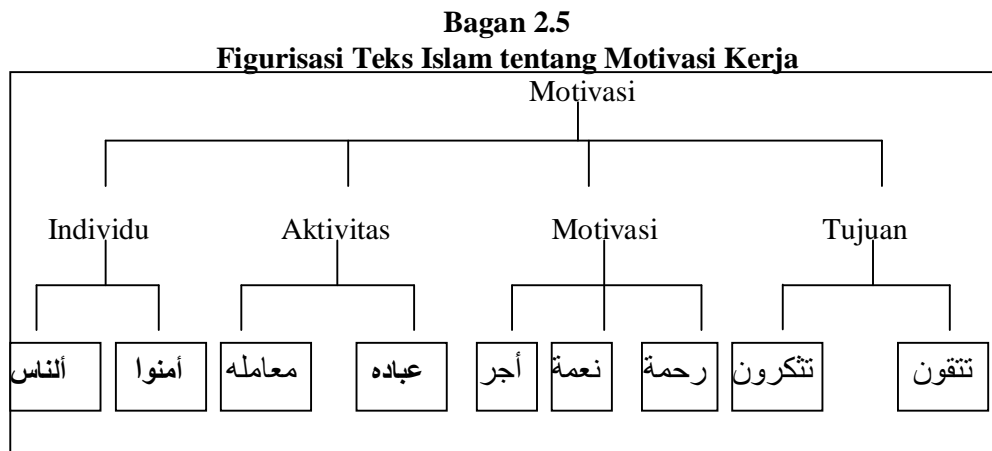 Bagan 2.5
Figurisasi Teks Islam tentang Motivasi Kerja
Motivasi
Individu Aktivitas Motivasi Tujuan
ألناس أمنوا معامله عباده أجر نعمة رحمة تثكرون تتقون